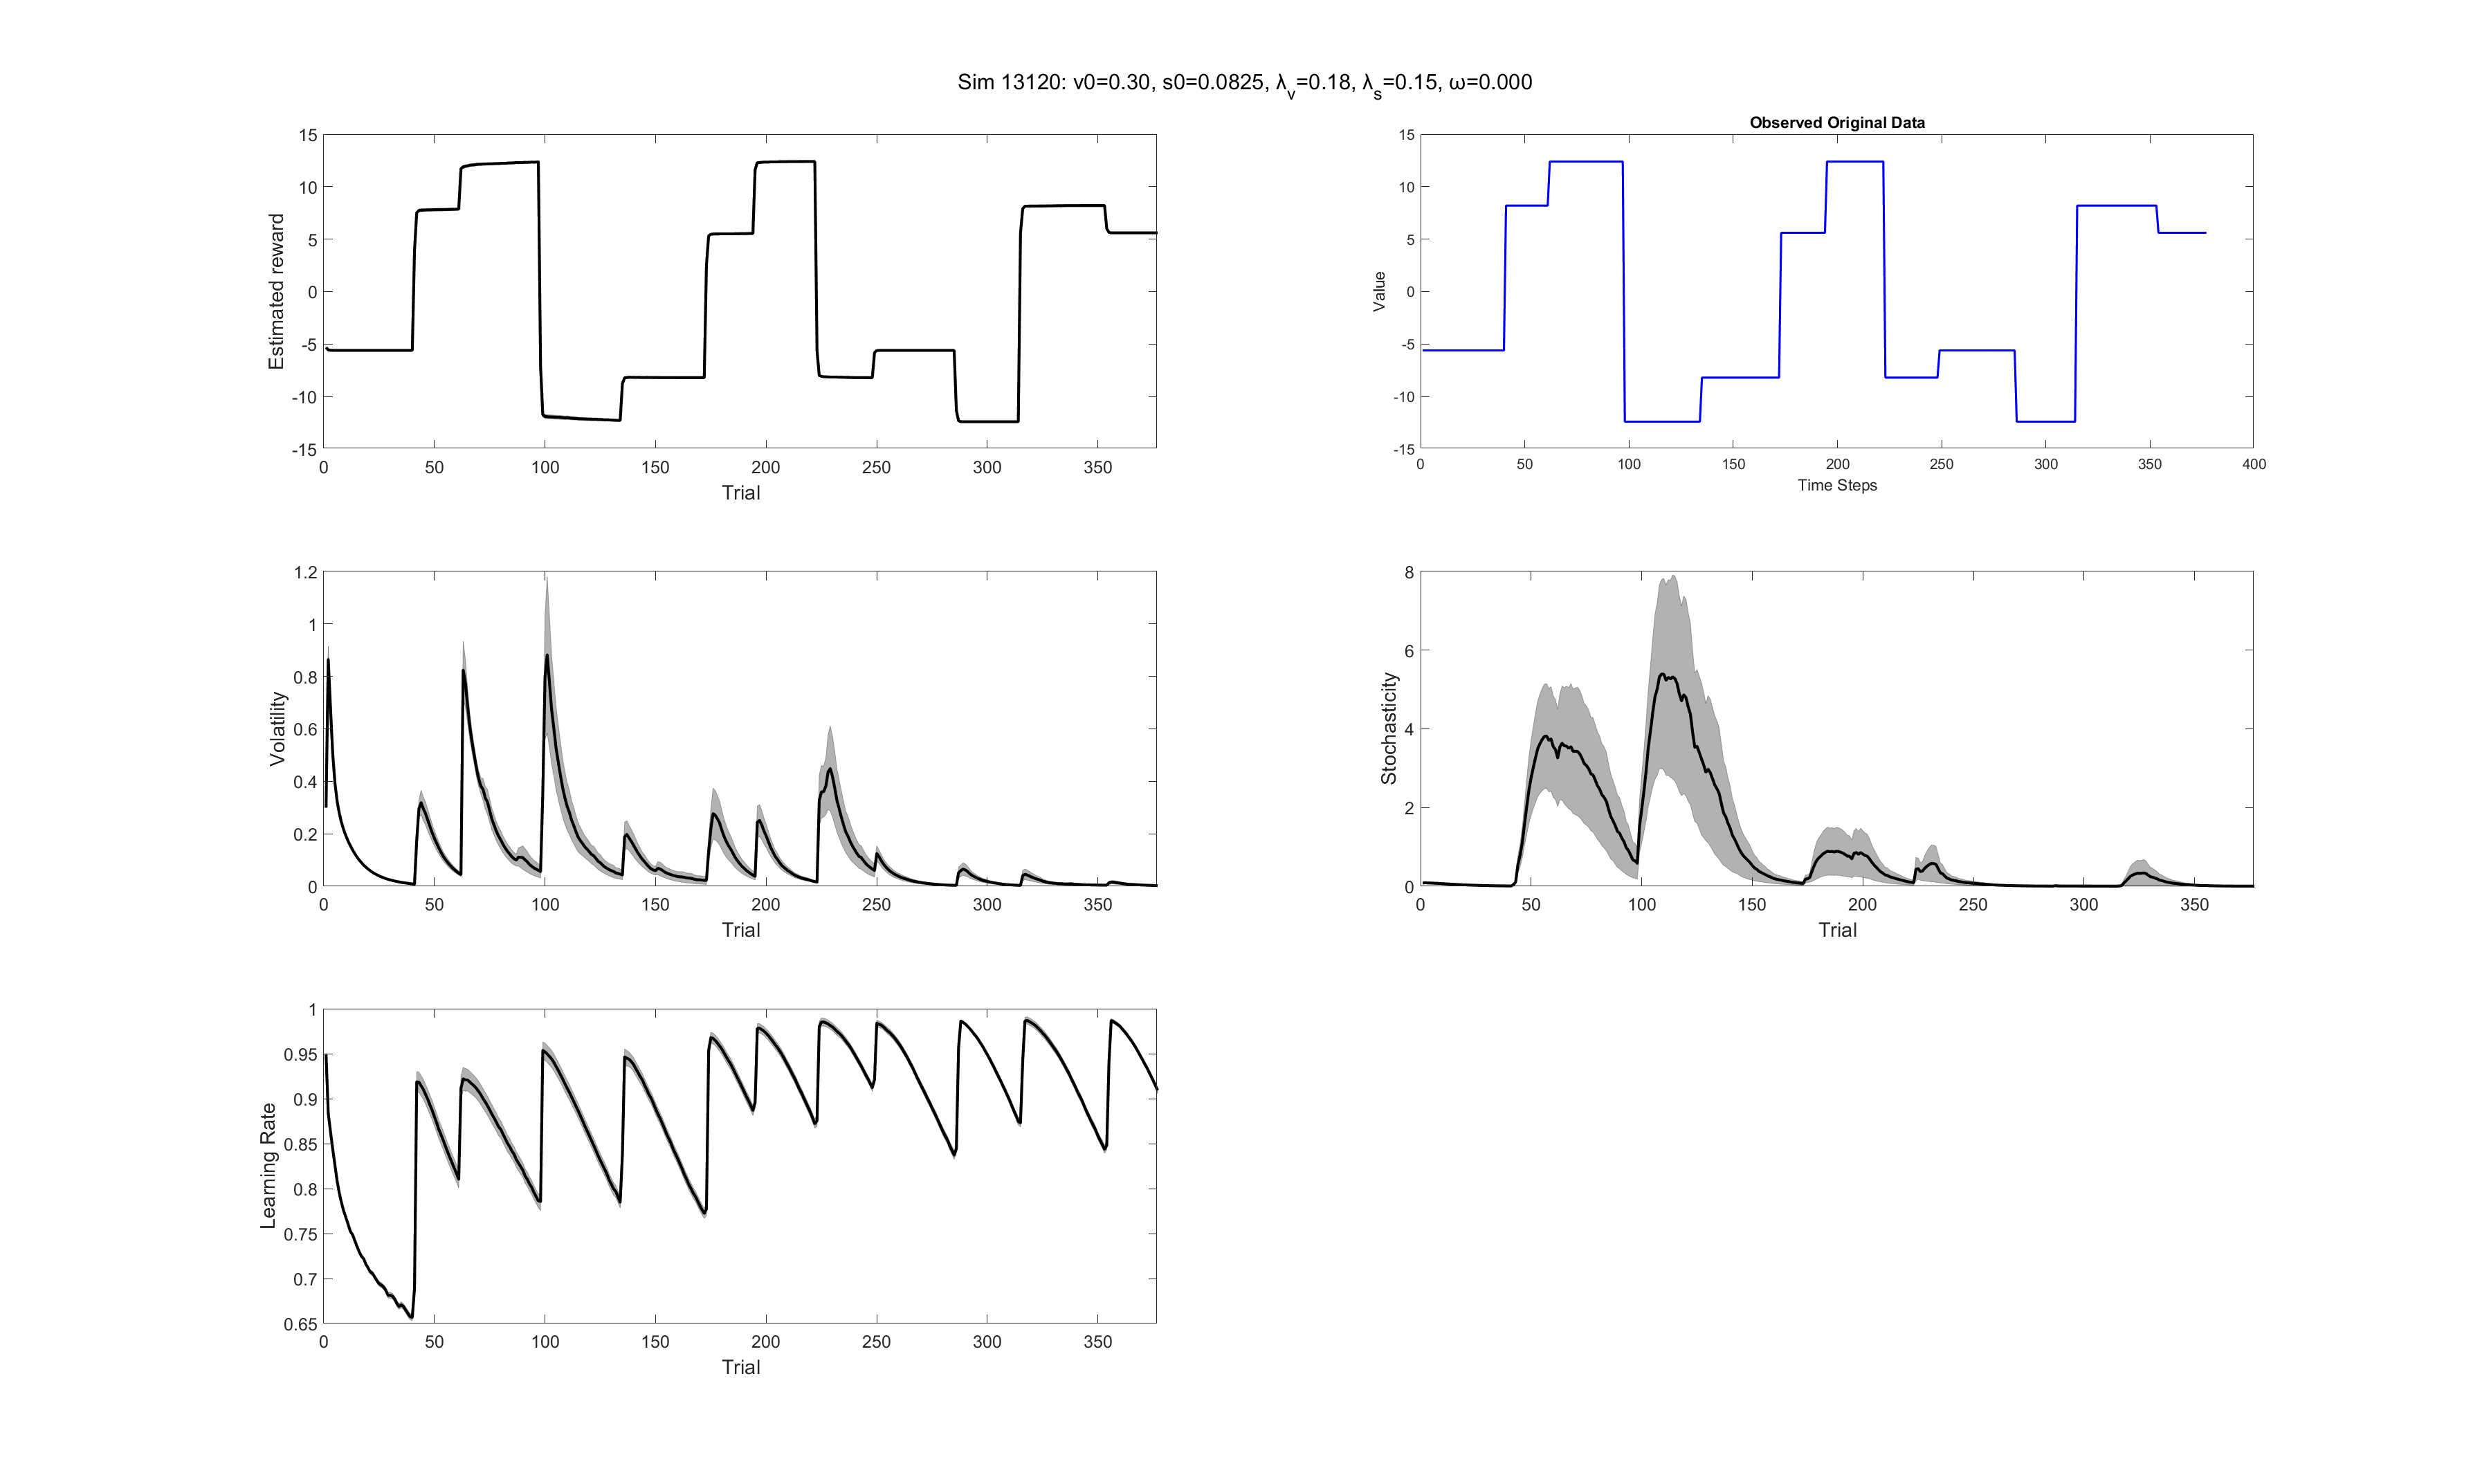 Sim 13120: v0=0.30, s0=0.0825, λv=0.18, λs=0.15, ω=0.000
15
10
5
0
-5
-10
-15
Estimated reward
0 50 100 150 200 250 300 350
Trial
Observed Original Data
15
10
5
0
-5
-10
-15
Value
0 50 100 150 200 250 300 350 400
Time Steps
1.2
1
0.8
0.6
0.4
0.2
0
Volatility
0 50 100 150 200 250 300 350
Trial
8
6
4
2
0
Stochasticity
0 50 100 150 200 250 300 350
Trial
1
0.95
0.9
0.85
0.8
0.75
0.7
0.65
Learning Rate
0 50 100 150 200 250 300 350
Trial